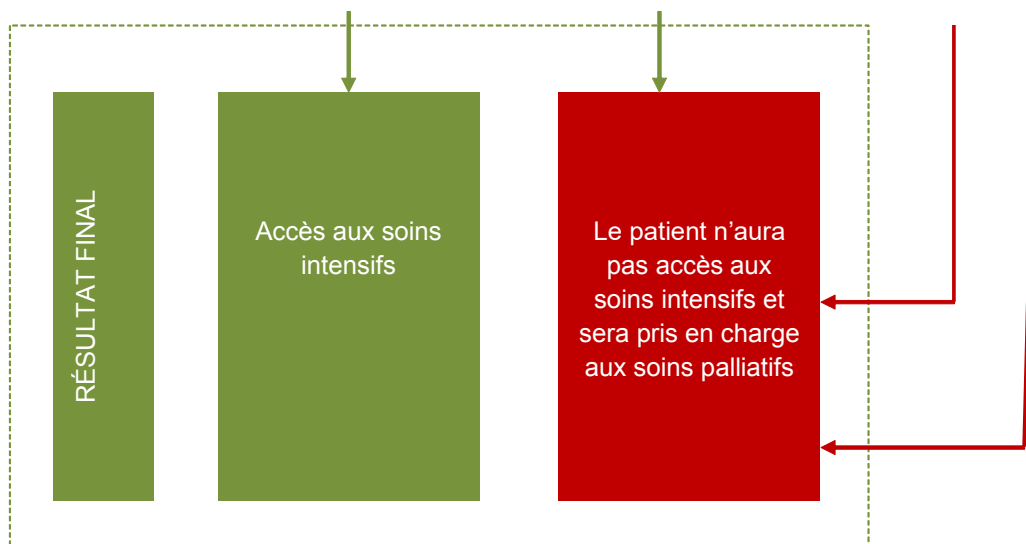 RÉSULTAT FINAL
Accès aux soins
intensifs
Le patient n’aura
pas accès aux
soins intensifs et
sera pris en charge
aux soins palliatifs